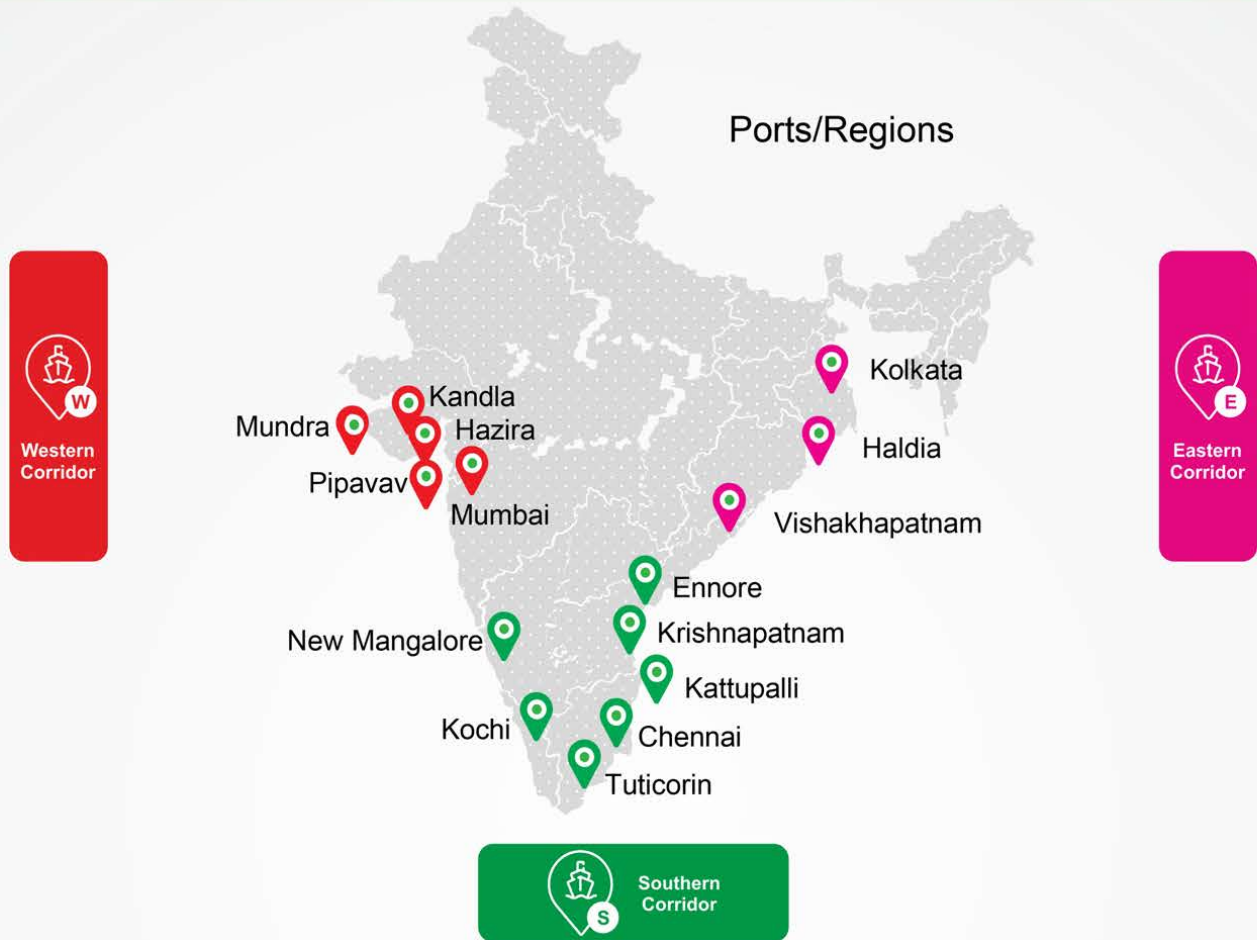 Ports/Regions
W
Western
Corridor
E
Eastern
Corridor
Kolkata
Kandla
Mundra
Hazira
Haldia
Pipavav
Mumbai
Vishakhapatnam
Ennore
New Mangalore
Krishnapatnam
Kattupalli
Kochi
Chennai
Tuticorin
S
Southern
Corridor